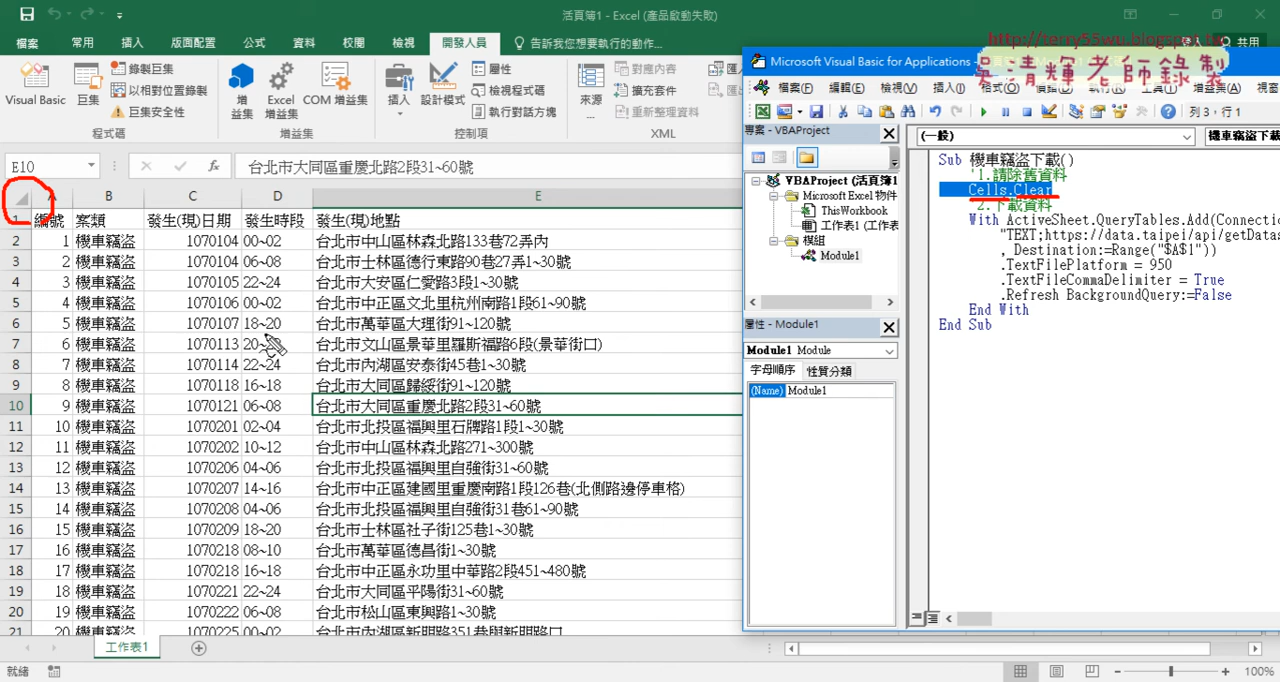 活頁簿1 - Excel (產品啟動失敗)
檔案 常用 插入 版面配置 公式 資料 校閱 檢視 開發人員 告訴我您想要執行的動作... 共用
http://terry55wu.blogspot.tw
吳清輝老師錄製
Visual Basic 巨集 錄製巨集 以相對位置錄製 巨集安全性 程式碼
增益集 Excel 增益集 COM 增益集 增益集
插入 設計模式 屬性 檢視程式碼 執行對話方塊 控制項
來源 對應內容 擴充套件 重新整理資料 XML
E10 台北市大同區重慶北路2段31~60號
A B C D E
1 編號 案類 發生(現)日期 發生時段 發生(現)地點
2 1 機車竊盜 1070104 00~02 台北市中山區林森北路133巷72弄內
3 2 機車竊盜 1070104 06~08 台北市士林區德行東路90巷27弄1~30號
4 3 機車竊盜 1070105 22~24 台北市大安區仁愛路3段1~30號
5 4 機車竊盜 1070106 00~02 台北市中正區文北里杭州南路1段61~90號
6 5 機車竊盜 1070107 18~20 台北市萬華區大理街91~120號
7 6 機車竊盜 1070113 20~ 台北市文山區景華里羅斯福路6段(景華街口)
8 7 機車竊盜 1070114 22~24 台北市內湖區安泰街45巷1~30號
9 8 機車竊盜 1070118 16~18 台北市大同區歸綏街91~120號
10 9 機車竊盜 1070121 06~08 台北市大同區重慶北路2段31~60號
11 10 機車竊盜 1070201 02~04 台北市北投區福興里石牌路1段1~30號
12 11 機車竊盜 1070202 10~12 台北市中山區林森北路271~300號
13 12 機車竊盜 1070206 04~06 台北市北投區福興里自強街31~60號
14 13 機車竊盜 1070207 14~16 台北市中正區建國里重慶南路1段126巷(北側路邊停車格)
15 14 機車竊盜 1070208 04~06 台北市北投區福興里自強街31巷61~90號
16 15 機車竊盜 1070209 18~20 台北市士林區社子街125巷1~30號
17 16 機車竊盜 1070218 08~10 台北市萬華區德昌街1~30號
18 17 機車竊盜 1070218 16~18 台北市中正區永功里中華路2段451~480號
19 18 機車竊盜 1070221 22~24 台北市大同區平陽街31~60號
20 19 機車竊盜 1070222 06~08 台北市松山區東興路1~30號
21 20 機車竊盜 1070225 00~02
工作表1
就緒 100%
Microsoft Visual Basic for Applications
檔案(F) 編輯(E) 檢視(V) 插入(I) 格式(O) 視窗
列 3，行 1
專案 - VBAProject
VBAProject (活頁簿1
Microsoft Excel 物件
ThisWorkbook
工作表1 (工作表
模組
Module1
屬性 - Module1
Module1 Module
字母順序 性質分類
(Name) Module1
(一般) 機車竊盜下載
Sub 機車竊盜下載()
'1.請除舊資料
Cells.Clear
'2.下載資料
With ActiveSheet.QueryTables.Add(Connection
"TEXT;https://data.taipei/api/getDatas
, Destination:=Range("$A$1"))
.TextFilePlatform = 950
.TextFileCommaDelimiter = True
.Refresh BackgroundQuery:=False
End With
End Sub